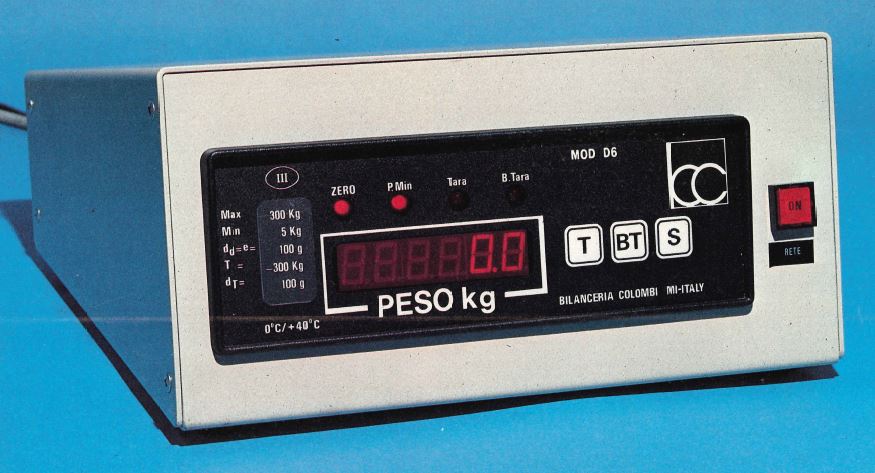 MOD D6
III
ZERO P.Min Tara B.Tara
Max 300 Kg
Min 5 Kg
dd=e= 100 g
T = -300 Kg
dT= 100 g
0°C/+40°C
0.0
PESO kg
T BT S
BILANCERIA COLOMBI MI-ITALY
CC
ON
RETE